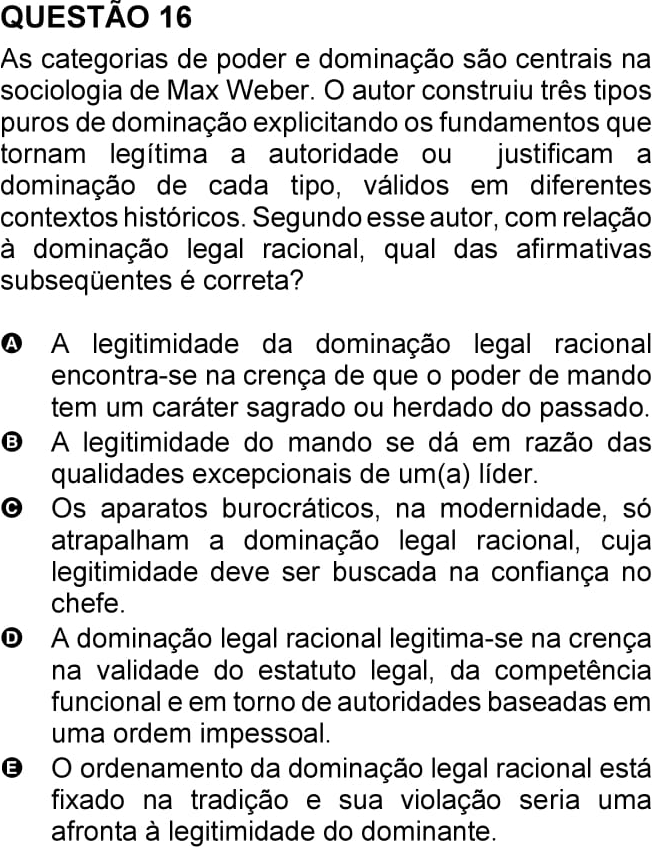 QUESTÃO 16
As categorias de poder e dominação são centrais na
sociologia de Max Weber. O autor construiu três tipos
puros de dominação explicitando os fundamentos que
tornam legítima a autoridade ou justificam a
dominação de cada tipo, válidos em diferentes
contextos históricos. Segundo esse autor, com relação
à dominação legal racional, qual das afirmativas
subseqüentes é correta?
A A legitimidade da dominação legal racional
encontra-se na crença de que o poder de mando
tem um caráter sagrado ou herdado do passado.
B A legitimidade do mando se dá em razão das
qualidades excepcionais de um(a) líder.
C Os aparatos burocráticos, na modernidade, só
atrapalham a dominação legal racional, cuja
legitimidade deve ser buscada na confiança no
chefe.
D A dominação legal racional legitima-se na crença
na validade do estatuto legal, da competência
funcional e em torno de autoridades baseadas em
uma ordem impessoal.
E O ordenamento da dominação legal racional está
fixado na tradição e sua violação seria uma
afronta à legitimidade do dominante.